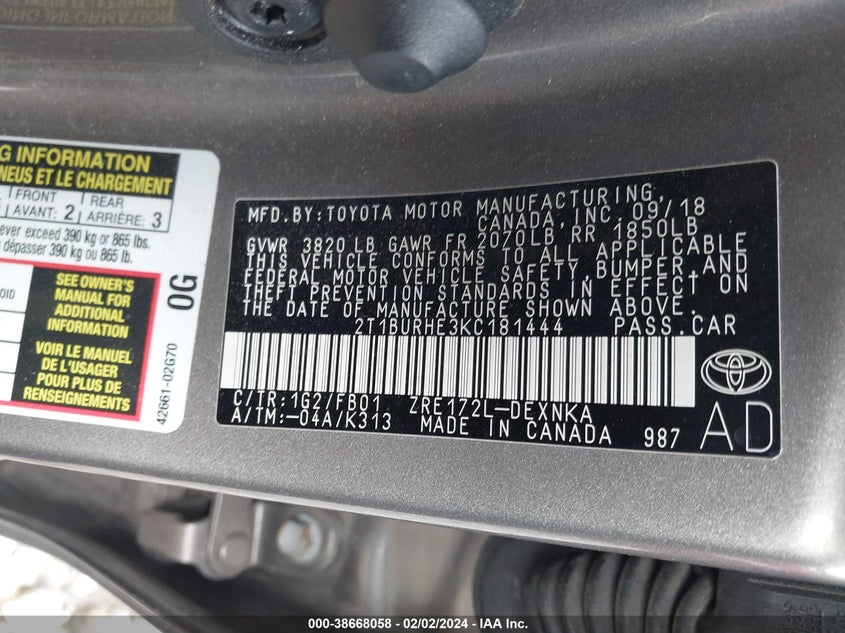 G INFORMATION
NEUS ET LE CHARGEMENT
FRONT
AVANT: 2
REAR
ARRIÈRE: 3
ever exceed 390 kg or 865 lbs.
dépasser 390 kg ou 865 lb.
SEE OWNER'S
MANUAL FOR
ADDITIONAL
INFORMATION
VOIR LE MANUEL
DE L'USAGER
POUR PLUS DE
RENSEIGNEMENTS
0G
42661-02G70
MFD.BY:TOYOTA MOTOR MANUFACTURING,
CANADA, INC. 09/18
GVWR 3820 LB GAWR FR 2070LB RR 1850LB
THIS VEHICLE CONFORMS TO ALL APPLICABLE
FEDERAL MOTOR VEHICLE SAFETY,BUMPER,AND
THEFT PREVENTION STANDARDS IN EFFECT ON
THE DATE OF MANUFACTURE SHOWN ABOVE.
2T1BURHE3KC181444 PASS.CAR
C/TR:1G2/FB01 ZRE172L-DEXNKA
A/TM:-04A/K313 MADE IN CANADA 987
AD
000-38668058 - 02/02/2024 - IAA, Inc.